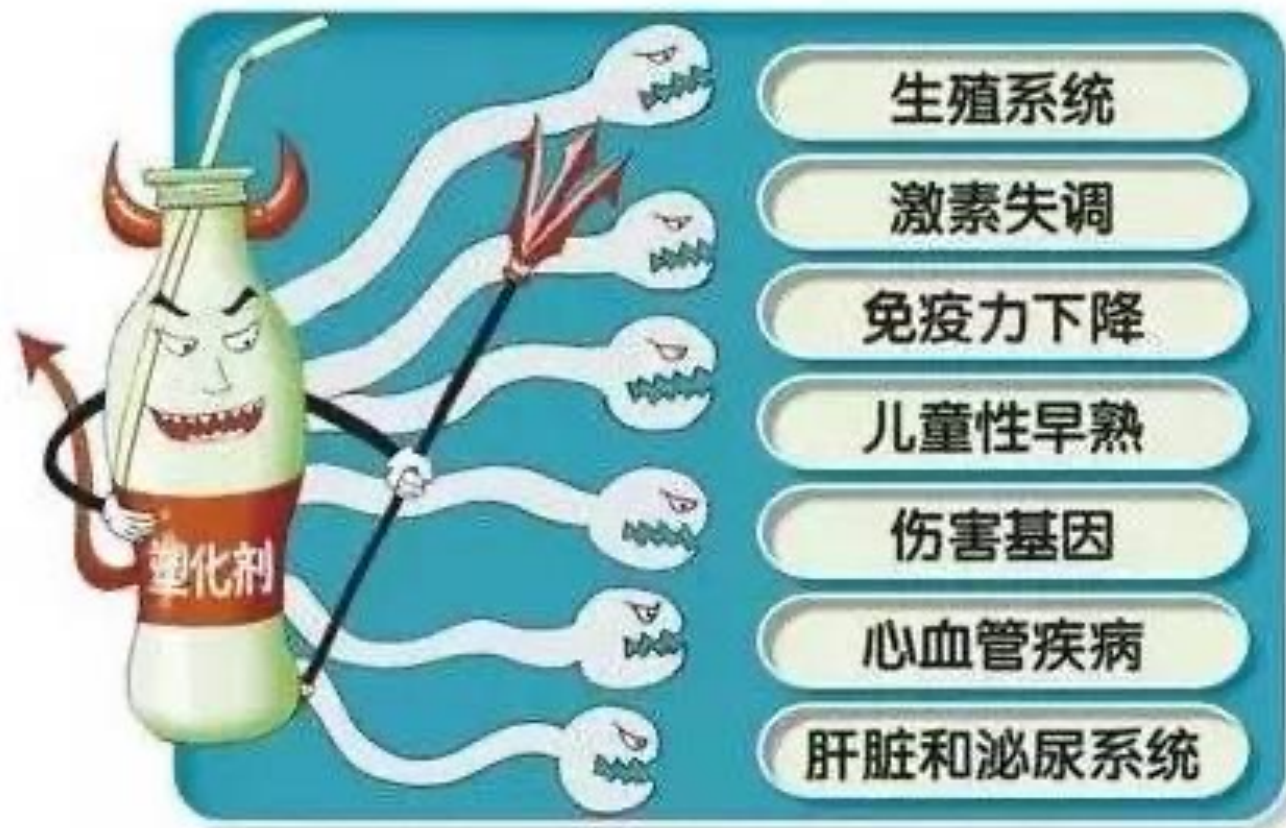 生殖系统
激素失调
免疫力下降
儿童性早熟
塑化剂
伤害基因
心血管疾病
肝脏和泌尿系统